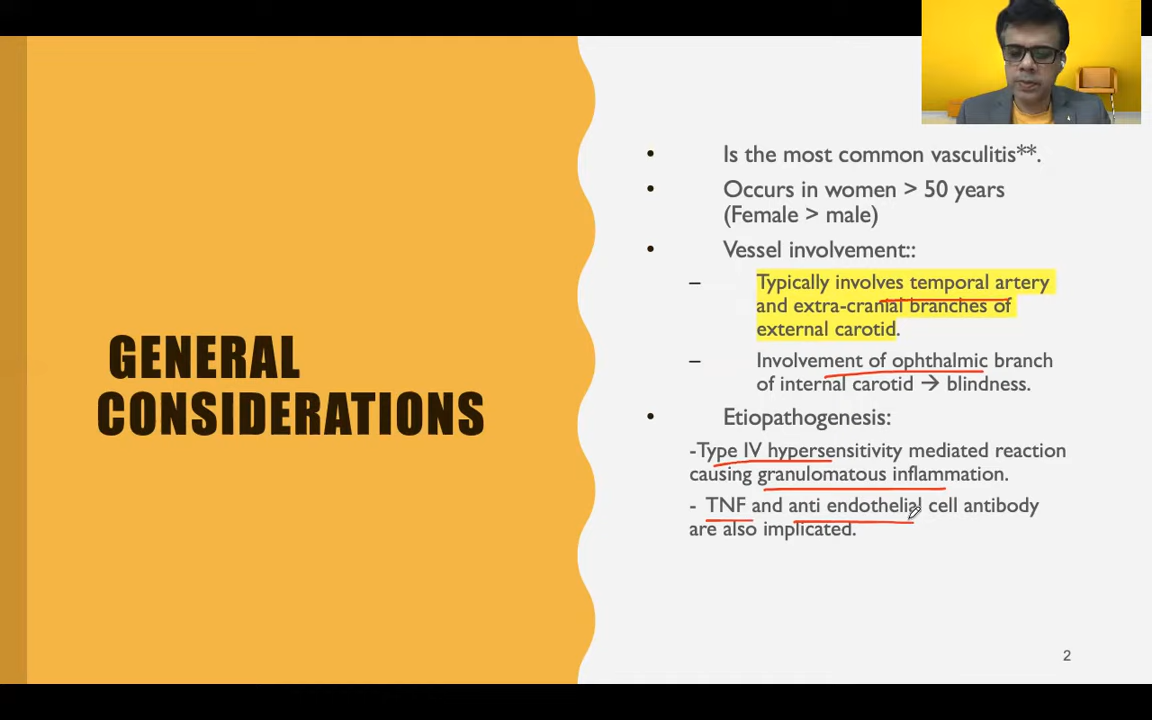 GENERAL
CONSIDERATIONS
• Is the most common vasculitis**.
• Occurs in women > 50 years
(Female > male)
• Vessel involvement::
– Typically involves temporal artery
and extra-cranial branches of
external carotid.
– Involvement of ophthalmic branch
of internal carotid → blindness.
• Etiopathogenesis:
-Type IV hypersensitivity mediated reaction
causing granulomatous inflammation.
- TNF and anti endothelial cell antibody
are also implicated.
2